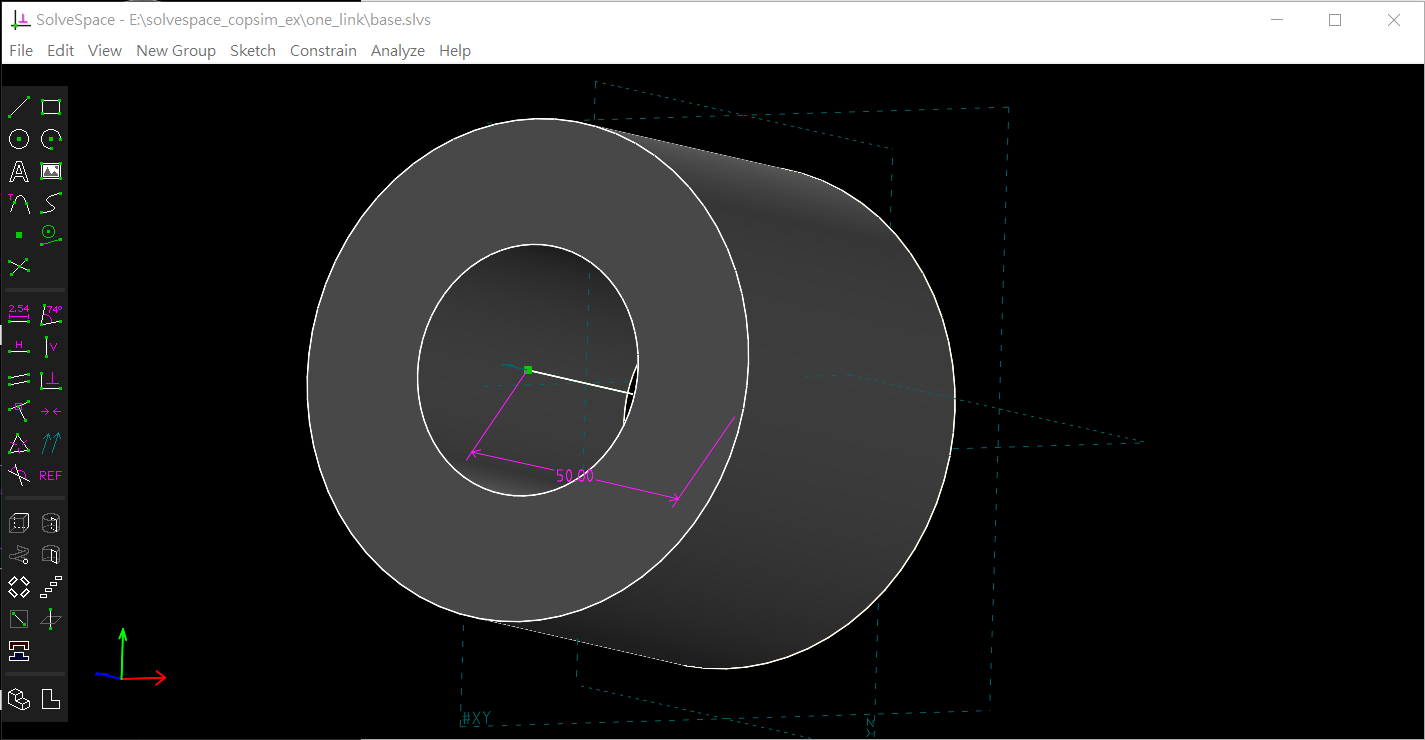 SolveSpace - E:\solvespace_copsim_ex\one_link\base.slvs
File Edit View New Group Sketch Constrain Analyze Help
2.54 74°
H V
REF
50.00
#XY